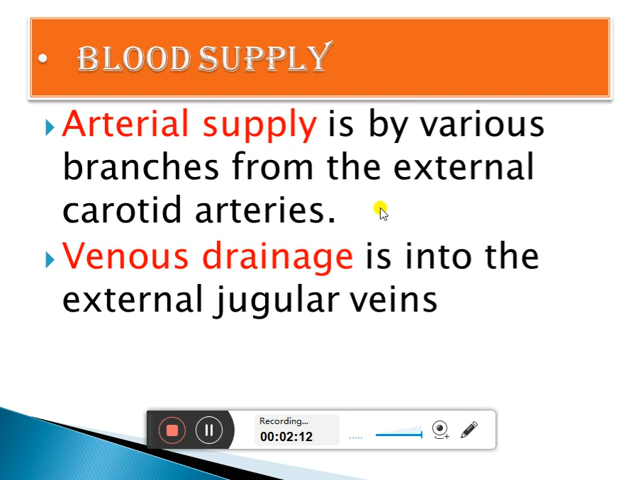 • BLOOD SUPPLY
Arterial supply is by various
branches from the external
carotid arteries.
Venous drainage is into the
external jugular veins
Recording...
00:02:12